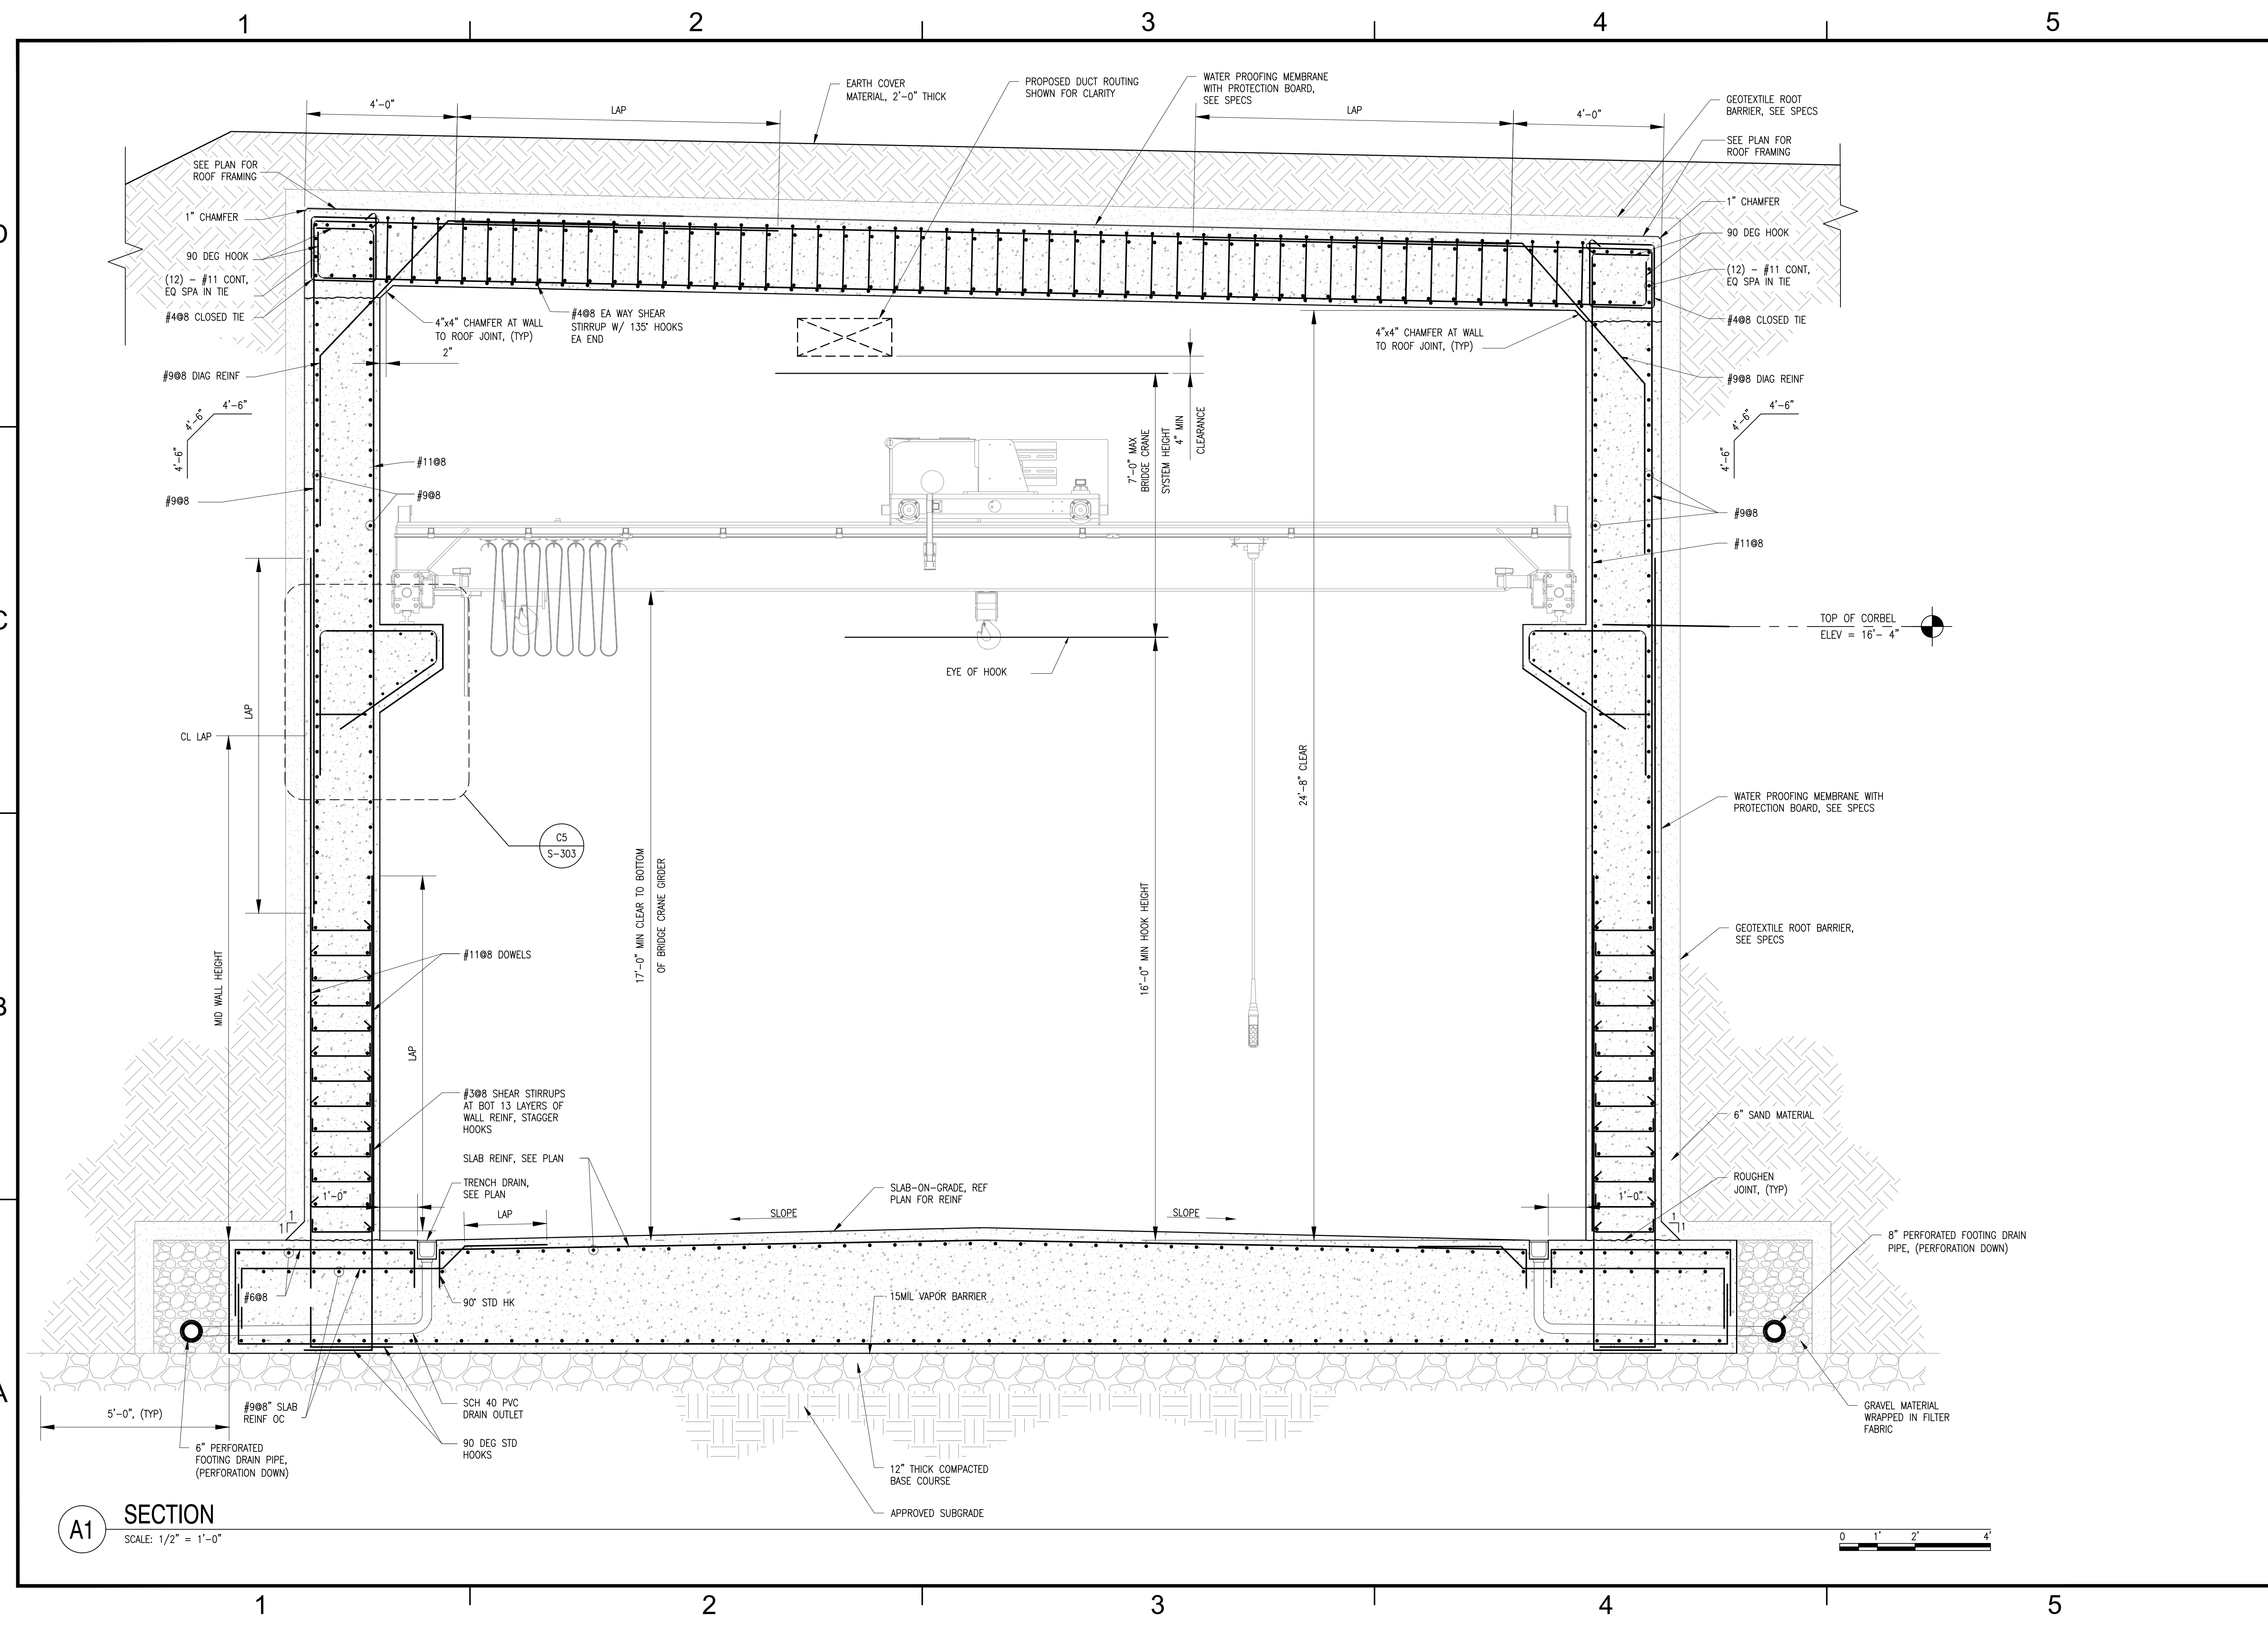 1
2
3
4
5
D
C
B
A
4'-0"
LAP
EARTH COVER
MATERIAL, 2'-0" THICK
PROPOSED DUCT ROUTING
SHOWN FOR CLARITY
WATER PROOFING MEMBRANE
WITH PROTECTION BOARD,
SEE SPECS
LAP
4'-0"
GEOTEXTILE ROOT
BARRIER, SEE SPECS
SEE PLAN FOR
ROOF FRAMING
SEE PLAN FOR
ROOF FRAMING
1" CHAMFER
90 DEG HOOK
(12) - #11 CONT,
EQ SPA IN TIE
#4@8 CLOSED TIE
1" CHAMFER
90 DEG HOOK
(12) - #11 CONT,
EQ SPA IN TIE
#4@8 CLOSED TIE
4"x4" CHAMFER AT WALL
TO ROOF JOINT, (TYP)
2"
#4@8 EA WAY SHEAR
STIRRUP W/ 135° HOOKS
EA END
4"x4" CHAMFER AT WALL
TO ROOF JOINT, (TYP)
#9@8 DIAG REINF
4'-6"
4'-6"
4'-6"
#9@8 DIAG REINF
4'-6"
4'-6"
4'-6"
7'-0" MAX
BRIDGE CRANE
SYSTEM HEIGHT
4" MIN
CLEARANCE
#11@8
#9@8
#9@8
#9@8
#11@8
TOP OF CORBEL
ELEV = 16'- 4"
EYE OF HOOK
LAP
CL LAP
24'-8" CLEAR
C5
S-303
WATER PROOFING MEMBRANE WITH
PROTECTION BOARD, SEE SPECS
17'-0" MIN CLEAR TO BOTTOM
OF BRIDGE CRANE GIRDER
16'-0" MIN HOOK HEIGHT
GEOTEXTILE ROOT BARRIER,
SEE SPECS
#11@8 DOWELS
MID WALL HEIGHT
LAP
#3@8 SHEAR STIRRUPS
AT BOT 13 LAYERS OF
WALL REINF, STAGGER
HOOKS
6" SAND MATERIAL
SLAB REINF, SEE PLAN
TRENCH DRAIN,
SEE PLAN
1'-0"
LAP
SLAB-ON-GRADE, REF
PLAN FOR REINF
SLOPE
SLOPE
ROUGHEN
JOINT, (TYP)
1'-0"
1
1
1
1
8" PERFORATED FOOTING DRAIN
PIPE, (PERFORATION DOWN)
#6@8
90° STD HK
15MIL VAPOR BARRIER
5'-0", (TYP)
#9@8" SLAB
REINF OC
SCH 40 PVC
DRAIN OUTLET
90 DEG STD
HOOKS
GRAVEL MATERIAL
WRAPPED IN FILTER
FABRIC
6" PERFORATED
FOOTING DRAIN PIPE,
(PERFORATION DOWN)
12" THICK COMPACTED
BASE COURSE
APPROVED SUBGRADE
A1
SECTION
SCALE: 1/2" = 1'-0"
0 1' 2' 4'
1
2
3
4
5